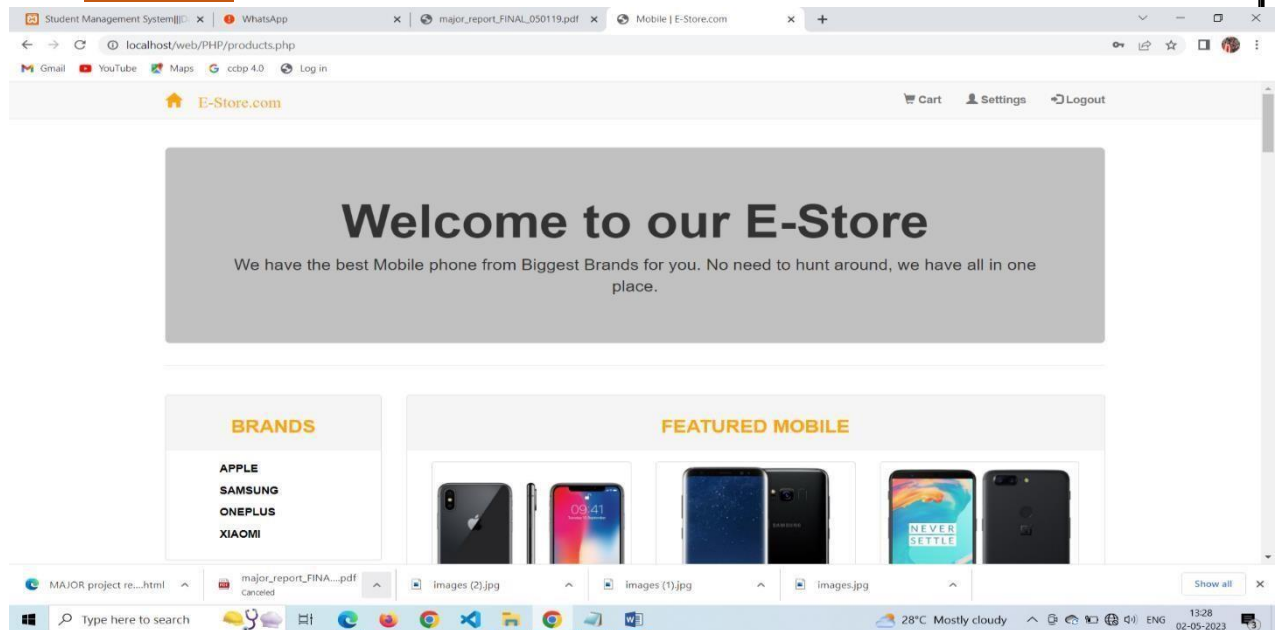 Student Management System|||D
WhatsApp
major_report_FINAL_050119.pdf
Mobile | E-Store.com
localhost/web/PHP/products.php
Gmail YouTube Maps ccbp 4.0 Log in
E-Store.com Cart Settings Logout
Welcome to our E-Store
We have the best Mobile phone from Biggest Brands for you. No need to hunt around, we have all in one
place.
BRANDS
APPLE
SAMSUNG
ONEPLUS
XIAOMI
FEATURED MOBILE
09:41
SAMSUNG
NEVER
SETTLE
MAJOR project re....html
major_report_FINA....pdf
Canceled
images (2).jpg
images (1).jpg
images.jpg
Show all
Type here to search
28°C Mostly cloudy
ENG
13:28
02-05-2023
3